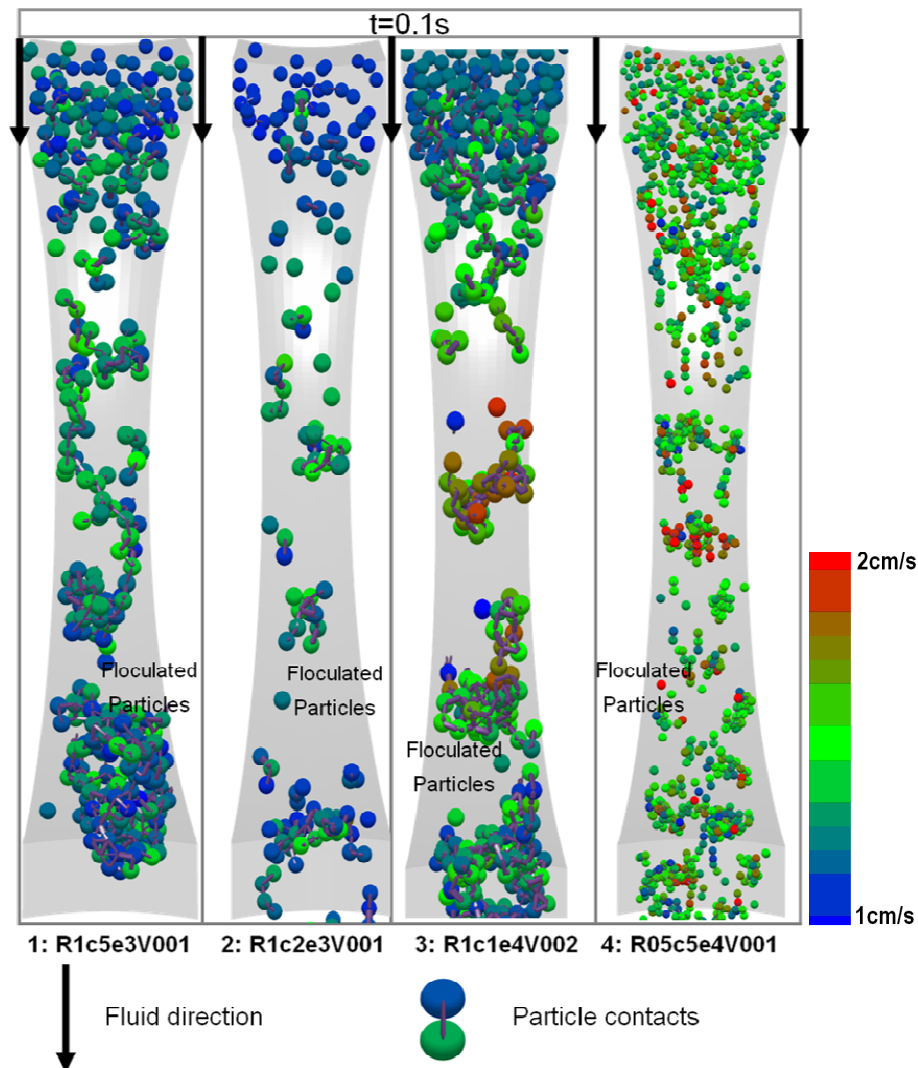 t=0.1s
Floculated
Particles
Floculated
Particles
Floculated
Particles
Floculated
Particles
2cm/s
1cm/s
1: R1c5e3V001
2: R1c2e3V001
3: R1c1e4V002
4: R05c5e4V001
Fluid direction
Particle contacts